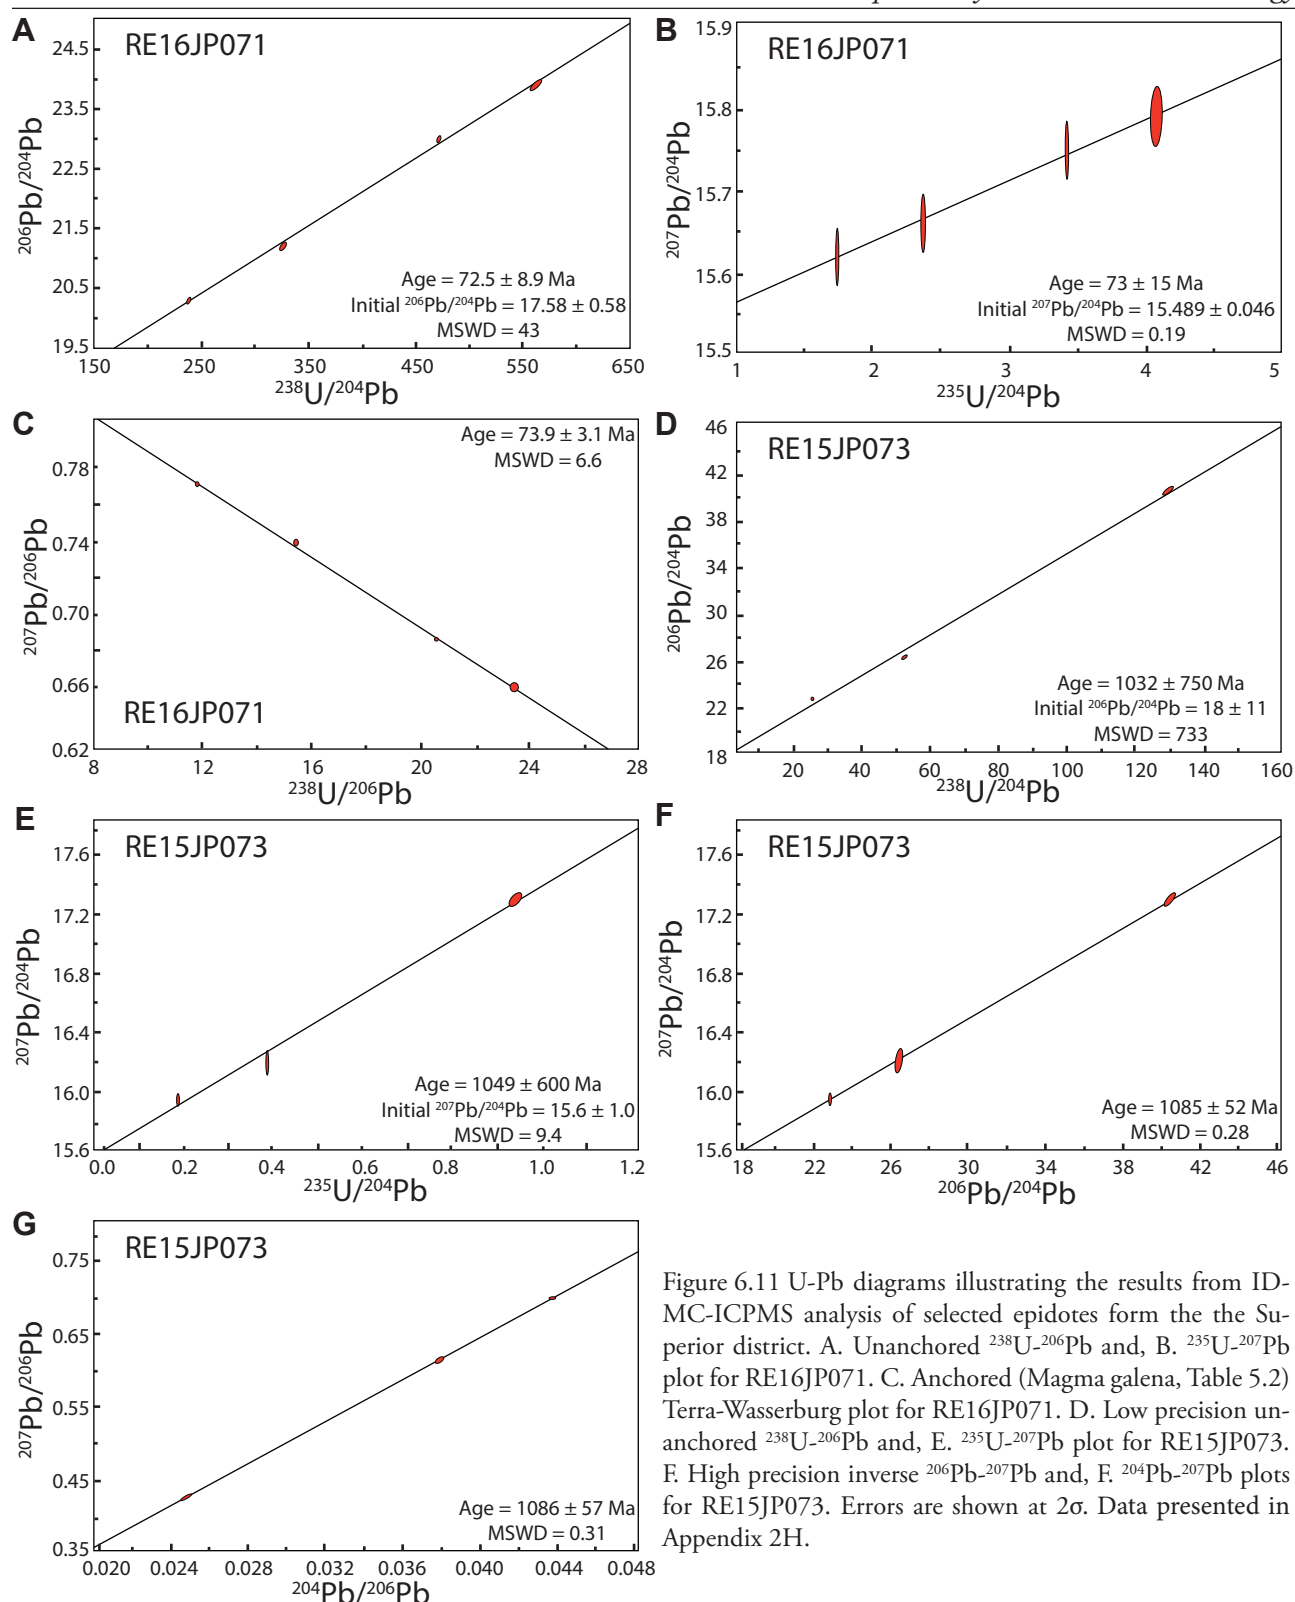 A
RE16JP071
24.5
23.5
22.5
21.5
20.5
19.5
206Pb/204Pb
Age = 72.5 ± 8.9 Ma
Initial 206Pb/204Pb = 17.58 ± 0.58
MSWD = 43
150 250 350 450 550 650
238U/204Pb
B
RE16JP071
15.9
15.8
15.7
15.6
15.5
207Pb/204Pb
Age = 73 ± 15 Ma
Initial 207Pb/204Pb = 15.489 ± 0.046
MSWD = 0.19
1 2 3 4 5
235U/204Pb
C
Age = 73.9 ± 3.1 Ma
MSWD = 6.6
0.78
0.74
0.70
0.66
0.62
207Pb/206Pb
RE16JP071
8 12 16 20 24 28
238U/206Pb
D
RE15JP073
46
42
38
34
30
26
22
18
206Pb/204Pb
Age = 1032 ± 750 Ma
Initial 206Pb/204Pb = 18 ± 11
MSWD = 733
20 40 60 80 100 120 140 160
238U/204Pb
E
RE15JP073
17.6
17.2
16.8
16.4
16.0
15.6
207Pb/204Pb
Age = 1049 ± 600 Ma
Initial 207Pb/204Pb = 15.6 ± 1.0
MSWD = 9.4
0.0 0.2 0.4 0.6 0.8 1.0 1.2
235U/204Pb
F
RE15JP073
17.6
17.2
16.8
16.4
16.0
15.6
207Pb/204Pb
Age = 1085 ± 52 Ma
MSWD = 0.28
18 22 26 30 34 38 42 46
206Pb/204Pb
G
RE15JP073
0.75
0.65
0.55
0.45
0.35
207Pb/206Pb
Age = 1086 ± 57 Ma
MSWD = 0.31
0.020 0.024 0.028 0.032 0.036 0.040 0.044 0.048
204Pb/206Pb
Figure 6.11 U-Pb diagrams illustrating the results from ID-
MC-ICPMS analysis of selected epidotes form the the Su-
perior district. A. Unanchored 238U-206Pb and, B. 235U-207Pb
plot for RE16JP071. C. Anchored (Magma galena, Table 5.2)
Terra-Wasserburg plot for RE16JP071. D. Low precision un-
anchored 238U-206Pb and, E. 235U-207Pb plot for RE15JP073.
F. High precision inverse 206Pb-207Pb and, F. 204Pb-207Pb plots
for RE15JP073. Errors are shown at 2σ. Data presented in
Appendix 2H.